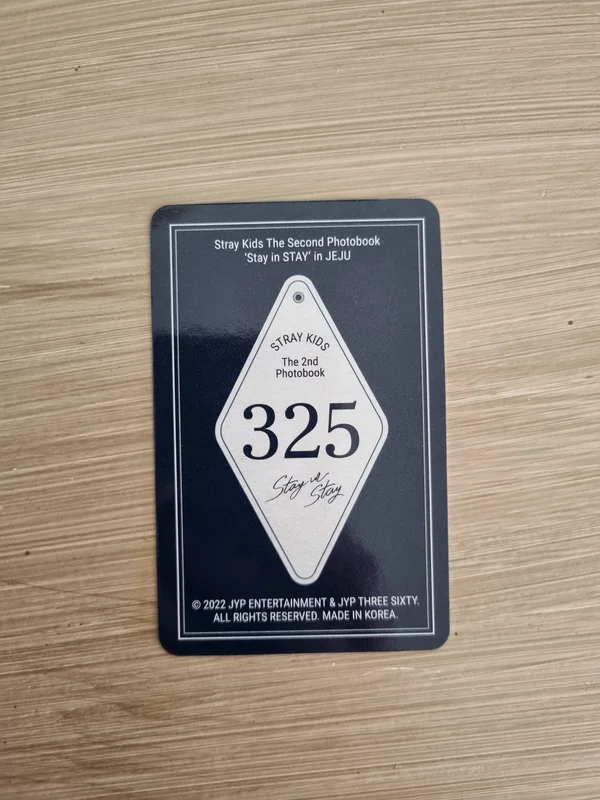 Stray Kids The Second Photobook
'Stay in STAY' in JEJU
STRAY KIDS
The 2nd
Photobook
325
Stay in
Stay
© 2022 JYP ENTERTAINMENT & JYP THREE SIXTY.
ALL RIGHTS RESERVED. MADE IN KOREA.